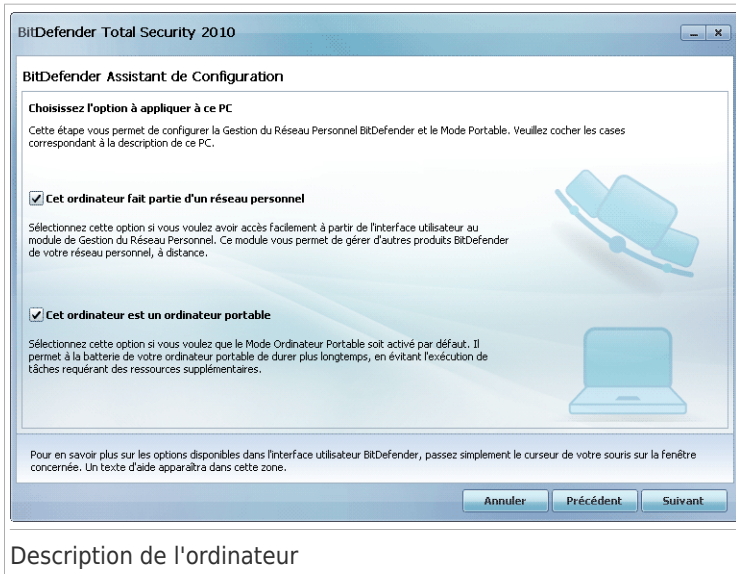 BitDefender Total Security 2010
BitDefender Assistant de Configuration
Choisissez l'option à appliquer à ce PC
Cette étape vous permet de configurer la Gestion du Réseau Personnel BitDefender et le Mode Portable. Veuillez cocher les cases
correspondant à la description de ce PC.
Cet ordinateur fait partie d'un réseau personnel
Sélectionnez cette option si vous voulez avoir accès facilement à partir de l'interface utilisateur au
module de Gestion du Réseau Personnel. Ce module vous permet de gérer d'autres produits BitDefender
de votre réseau personnel, à distance.
Cet ordinateur est un ordinateur portable
Sélectionnez cette option si vous voulez que le Mode Ordinateur Portable soit activé par défaut. Il
permet à la batterie de votre ordinateur portable de durer plus longtemps, en évitant l'exécution de
tâches requérant des ressources supplémentaires.
Pour en savoir plus sur les options disponibles dans l'interface utilisateur BitDefender, passez simplement le curseur de votre souris sur la fenêtre
concernée. Un texte d'aide apparaîtra dans cette zone.
Annuler Précédent Suivant
Description de l'ordinateur